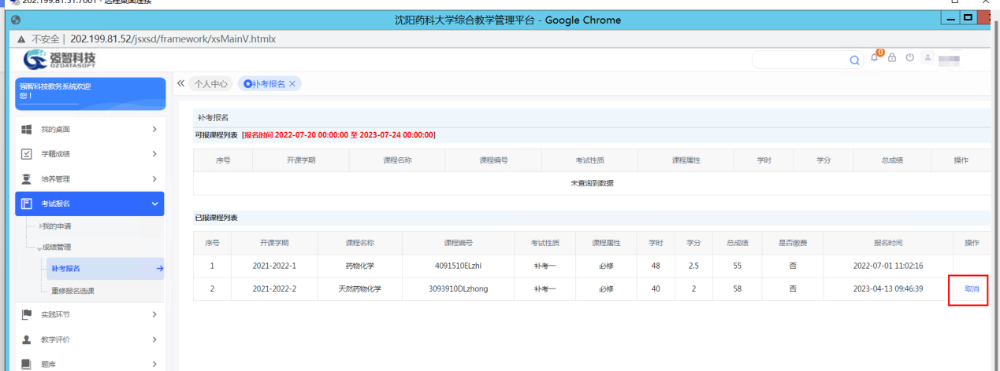 202.199.81.51:7001 - 远程桌面连接
沈阳药科大学综合教学管理平台 - Google Chrome
不安全 | 202.199.81.52/jsxsd/framework/xsMainV.htmlx
强智科技
QZDATASOFT
0
强智科技教务系统欢迎
您！
个人中心
补考报名
我的桌面
学籍成绩
培养管理
考试报名
我的申请
成绩管理
补考报名
重修报名选课
实践环节
教学评价
题库
补考报名
可报课程列表 [报名时间 2022-07-20 00:00:00 至 2023-07-24 00:00:00]
序号 开课学期 课程名称 课程编号 考试性质 课程属性 学时 学分 总成绩 操作
未查询到数据
已报课程列表
序号 开课学期 课程名称 课程编号 考试性质 课程属性 学时 学分 总成绩 是否缴费 报名时间 操作
1 2021-2022-1 药物化学 4091510ELzhi 补考一 必修 48 2.5 55 否 2022-07-01 11:02:16
2 2021-2022-2 天然药物化学 3093910DLzhong 补考一 必修 40 2 58 否 2023-04-13 09:46:39 取消